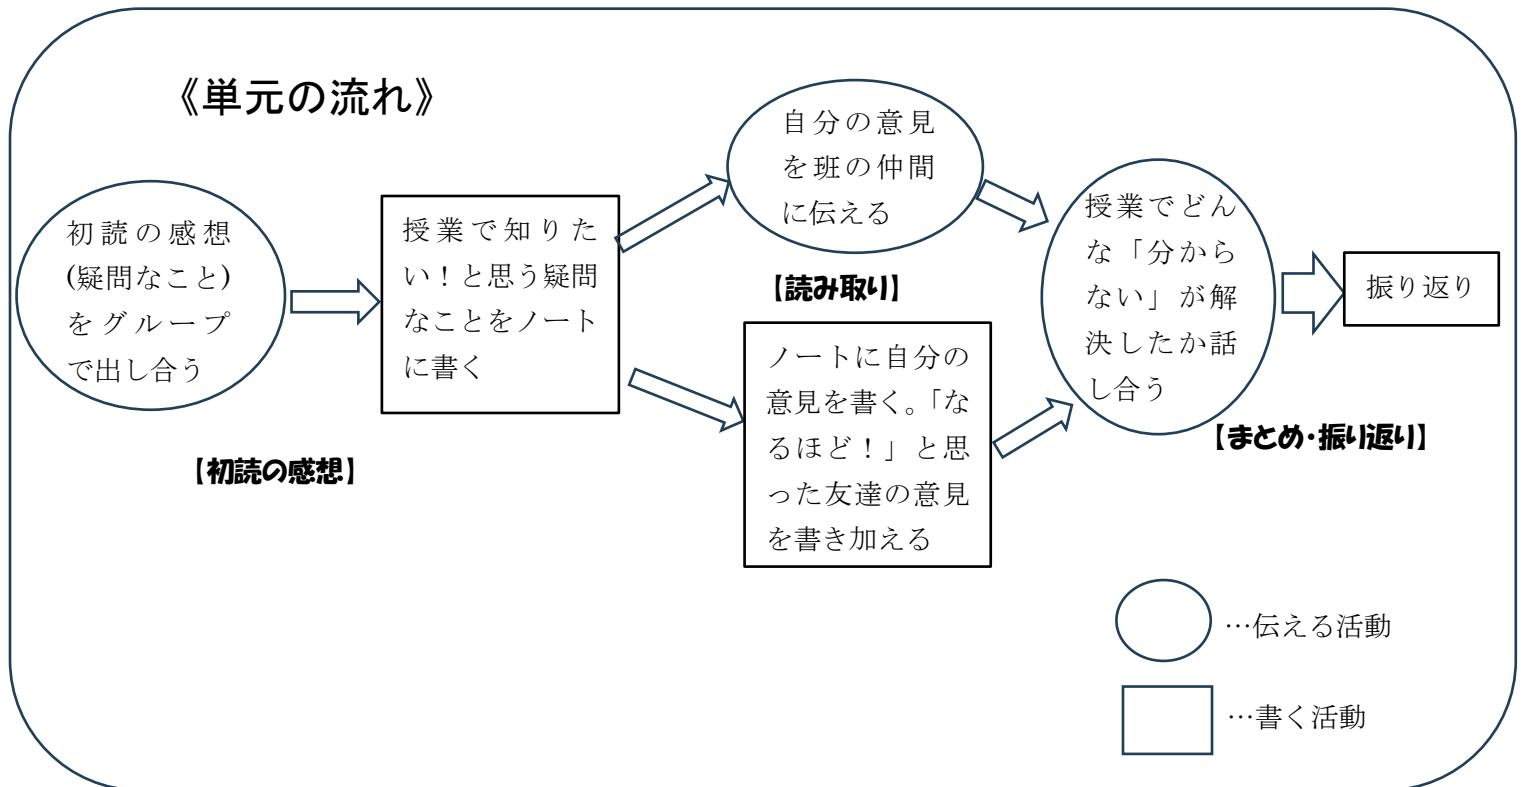 《単元の流れ》
初読の感想
(疑問なこと)
をグループ
で出し合う
授業で知りた
い！と思う疑問
なことをノート
に書く
【初読の感想】
自分の意見
を班の仲間
に伝える
【読み取り】
ノートに自分の
意見を書く。「な
るほど！」と思
った友達の意見
を書き加える
授業でどん
な「分から
ない」が解
決したか話
し合う
振り返り
【まとめ・振り返り】
…伝える活動
…書く活動